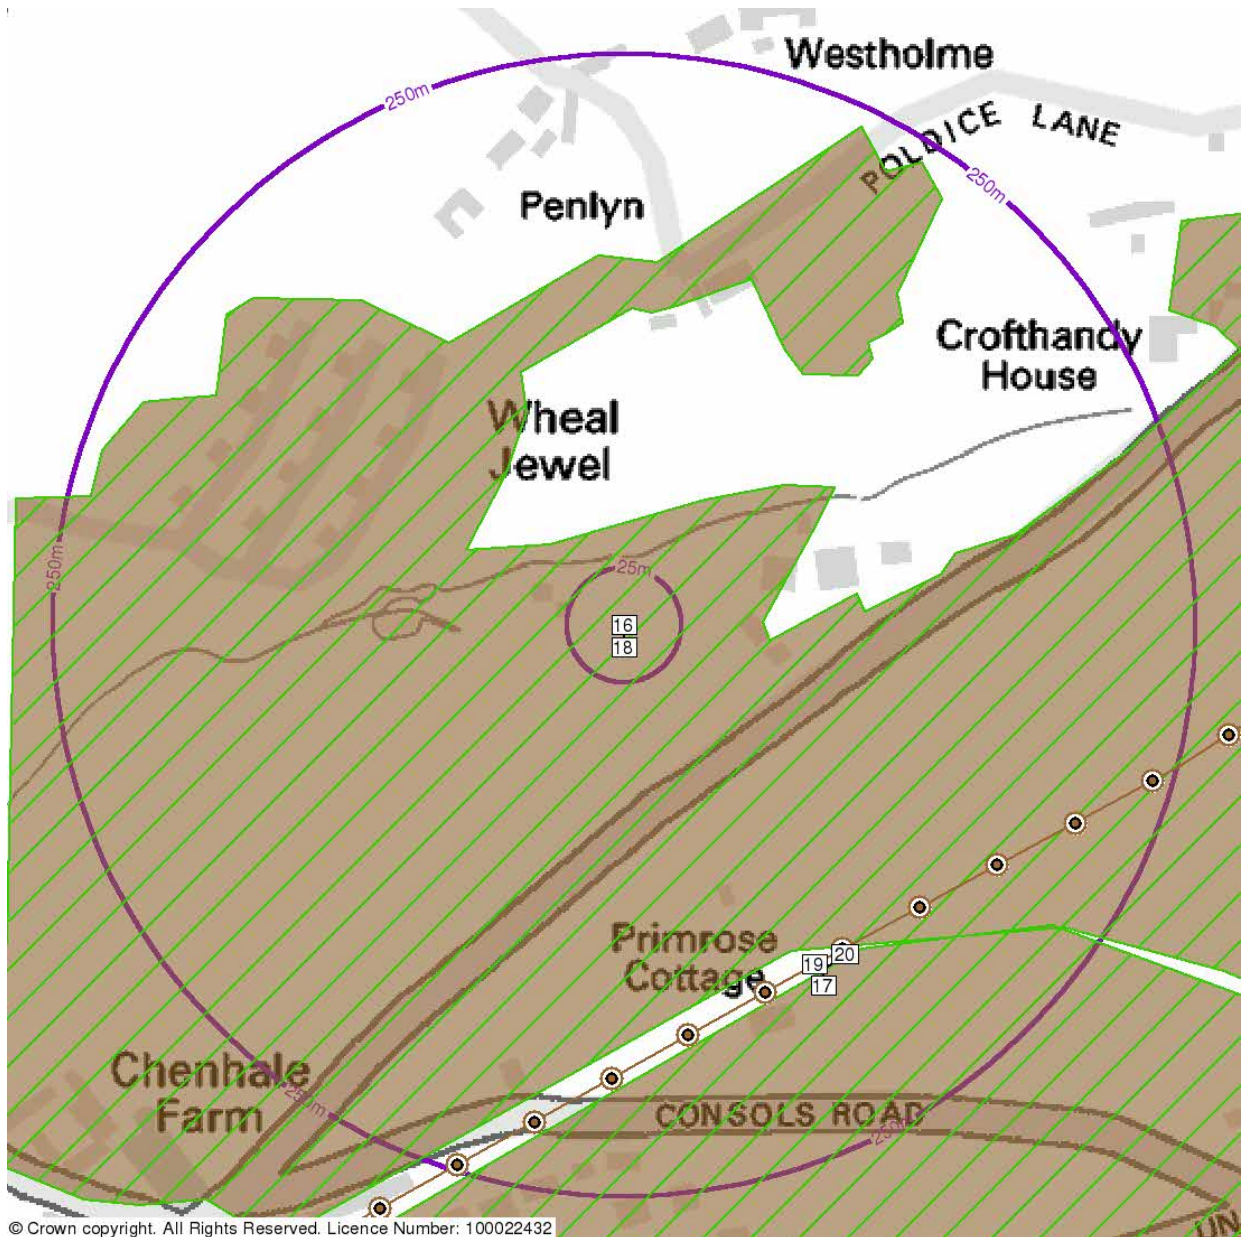 Westholme
250m
POLDICE LANE
250m
Penlyn
Crofthandy
House
Wheal
Jewel
250m
25m
16
18
Primrose
Cottage
19
20
17
Chenhale
Farm
250m
CONSOLS ROAD
250m
UN
© Crown copyright. All Rights Reserved. Licence Number: 100022432